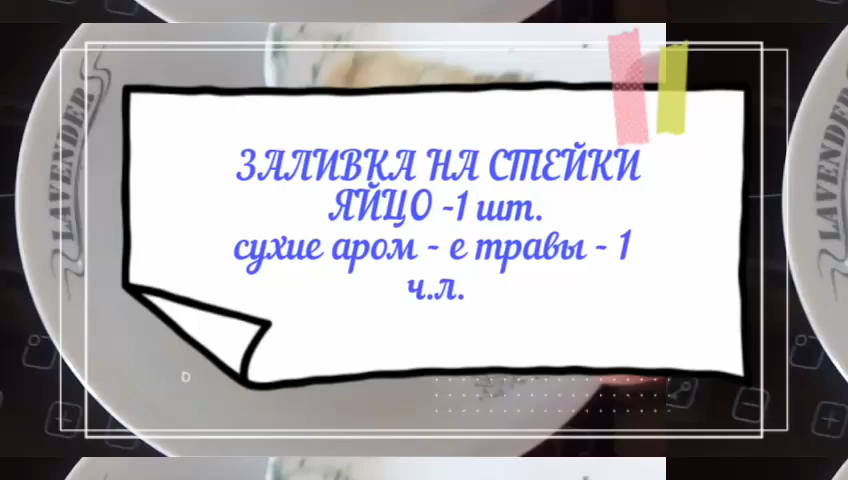 ЗАЛИВКА НА СТЕЙКИ
ЯЙЦО -1 шт.
сухие аром - е травы - 1
ч.л.
LAVENDER
LAVENDER